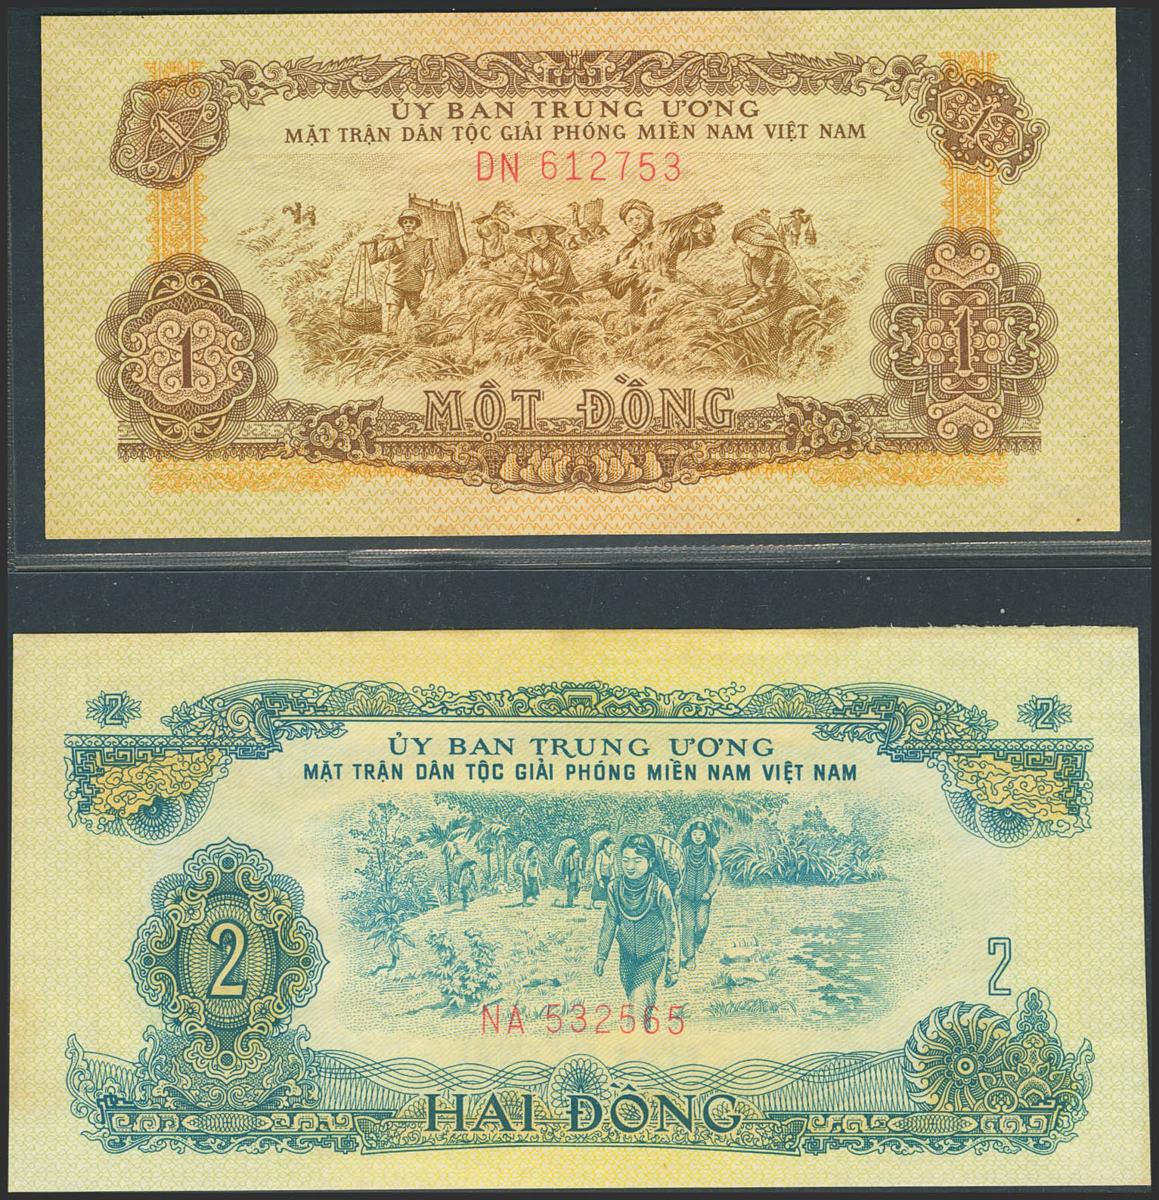 1 1
ỦY BAN TRUNG ƯƠNG
MẶT TRẬN DÂN TỘC GIẢI PHÓNG MIỀN NAM VIỆT NAM
DN 612753
1 1
MỘT ĐỒNG
2 2
ỦY BAN TRUNG ƯƠNG
MẶT TRẬN DÂN TỘC GIẢI PHÓNG MIỀN NAM VIỆT NAM
2 2
NA 532565
HAI ĐỒNG